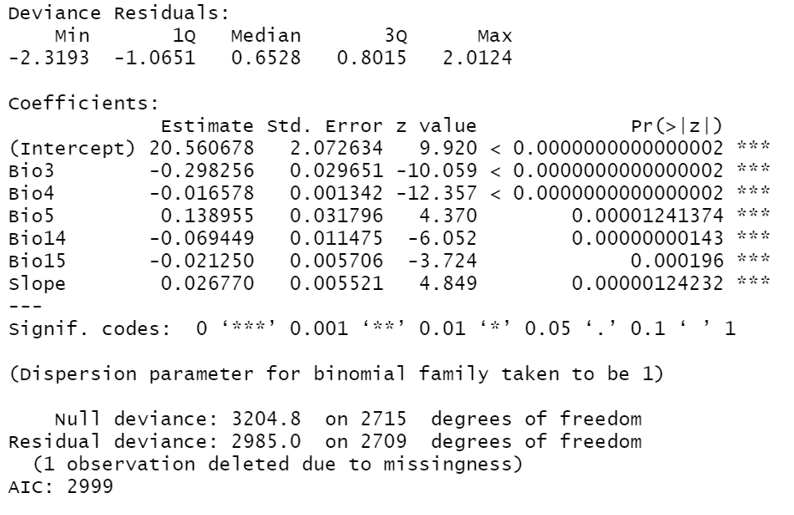 Deviance Residuals:
    Min       1Q   Median       3Q      Max
-2.3193  -1.0651   0.6528   0.8015   2.0124

Coefficients:
             Estimate Std. Error z value             Pr(>|z|)
(Intercept) 20.560678   2.072634   9.920 < 0.0000000000000002 ***
Bio3        -0.298256   0.029651 -10.059 < 0.0000000000000002 ***
Bio4        -0.016578   0.001342 -12.357 < 0.0000000000000002 ***
Bio5         0.138955   0.031796   4.370        0.00001241374 ***
Bio14       -0.069449   0.011475  -6.052        0.00000000143 ***
Bio15       -0.021250   0.005706  -3.724             0.000196 ***
Slope        0.026770   0.005521   4.849        0.00000124232 ***
---
Signif. codes:  0 ‘***’ 0.001 ‘**’ 0.01 ‘*’ 0.05 ‘.’ 0.1 ‘ ’ 1

(Dispersion parameter for binomial family taken to be 1)

    Null deviance: 3204.8  on 2715  degrees of freedom
Residual deviance: 2985.0  on 2709  degrees of freedom
  (1 observation deleted due to missingness)
AIC: 2999